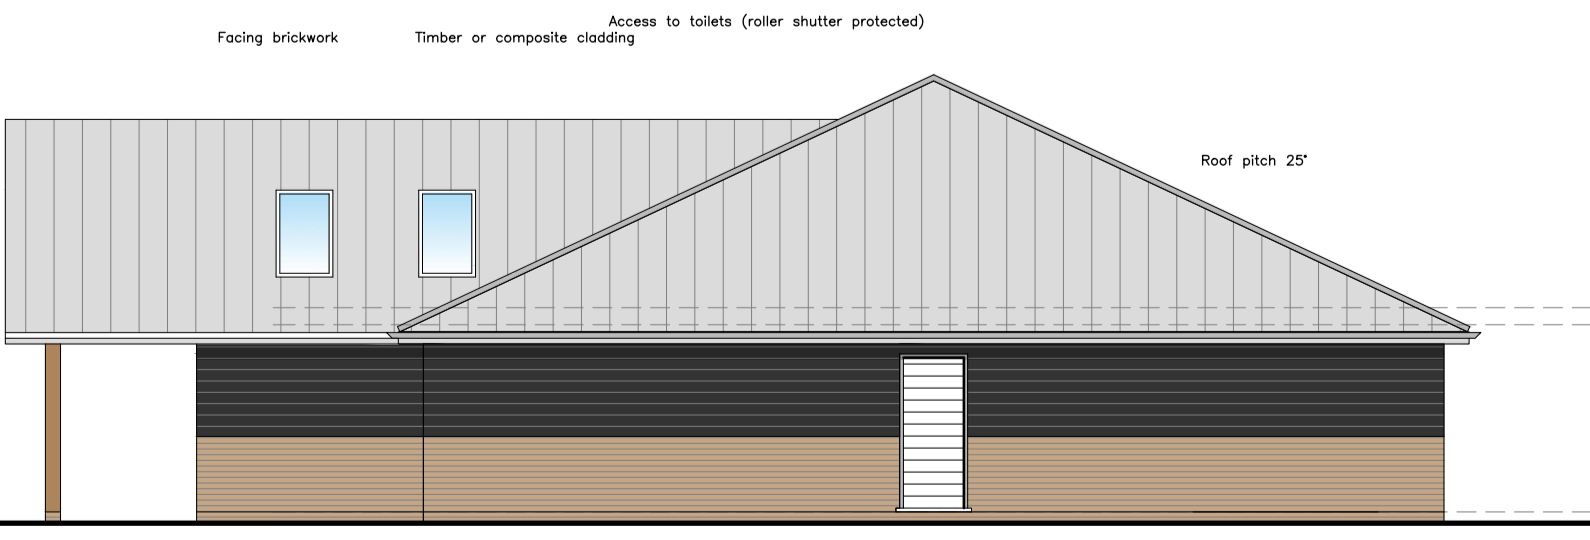 Access to toilets (roller shutter protected)
Facing brickwork
Timber or composite cladding
Roof pitch 25°